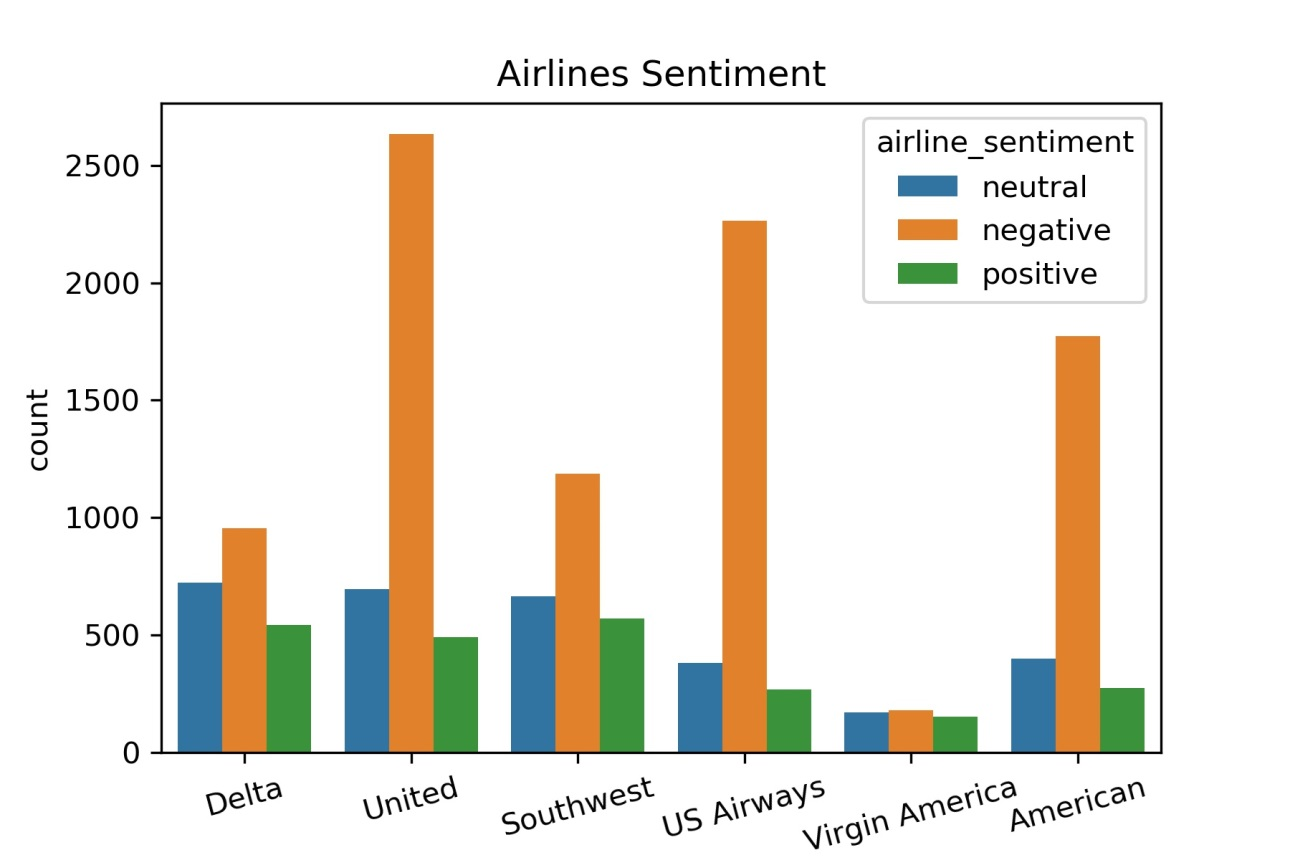 Airlines Sentiment
airline_sentiment
neutral
negative
positive
2500
2000
1500
1000
500
0
count
Delta
United
Southwest
US Airways
Virgin America
American